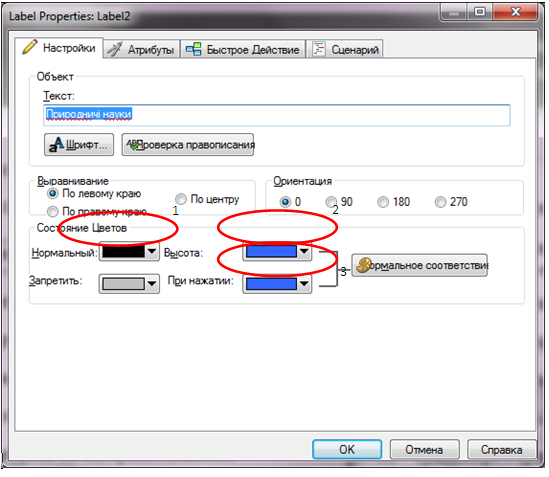 Label Properties: Label2
Настройки Атрибуты Быстрое Действие Сценарий
Объект
Текст:
Природничі науки
Шрифт... Проверка правописания
Выравнивание Ориентация
По левому краю По центру 0 90 180 270
По правому краю 1 2
Состояние Цветов
Нормальный: Высота:
3 ормальное соответствие
Запретить: При нажатии:
OK Отмена Справка